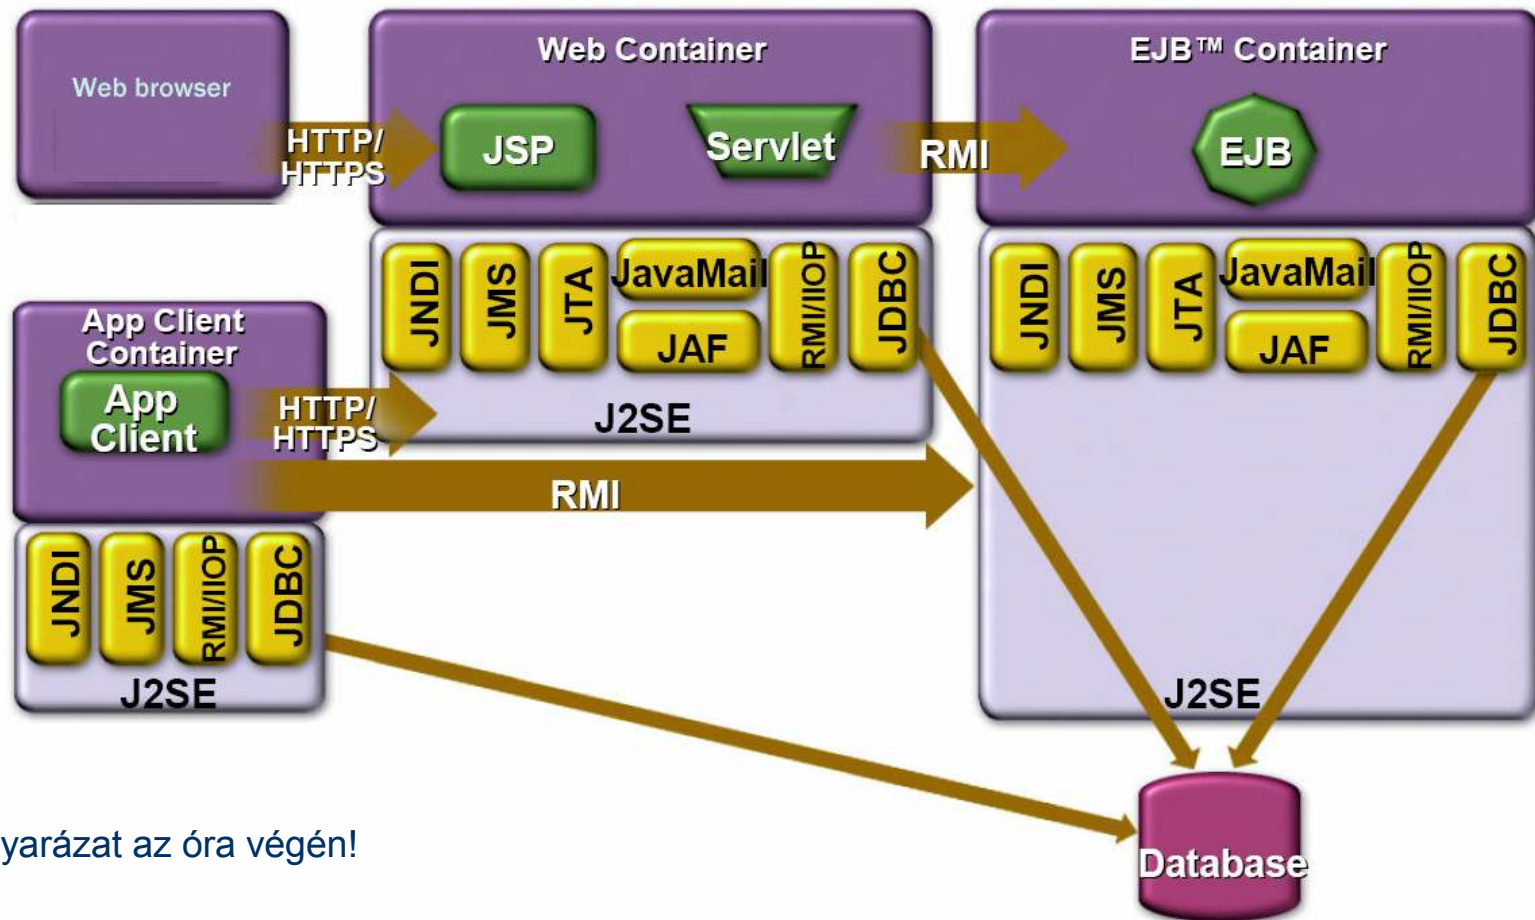 Web browser
HTTP/
HTTPS
Web Container
JSP
Servlet
RMI
EJB™ Container
EJB
JNDI
JMS
JTA
JavaMail
JAF
RMI/IIOP
JDBC
J2SE
JNDI
JMS
JTA
JavaMail
JAF
RMI/IIOP
JDBC
J2SE
App Client
Container
App
Client
HTTP/
HTTPS
RMI
JNDI
JMS
RMI/IIOP
JDBC
J2SE
Database
yarázat az óra végén!